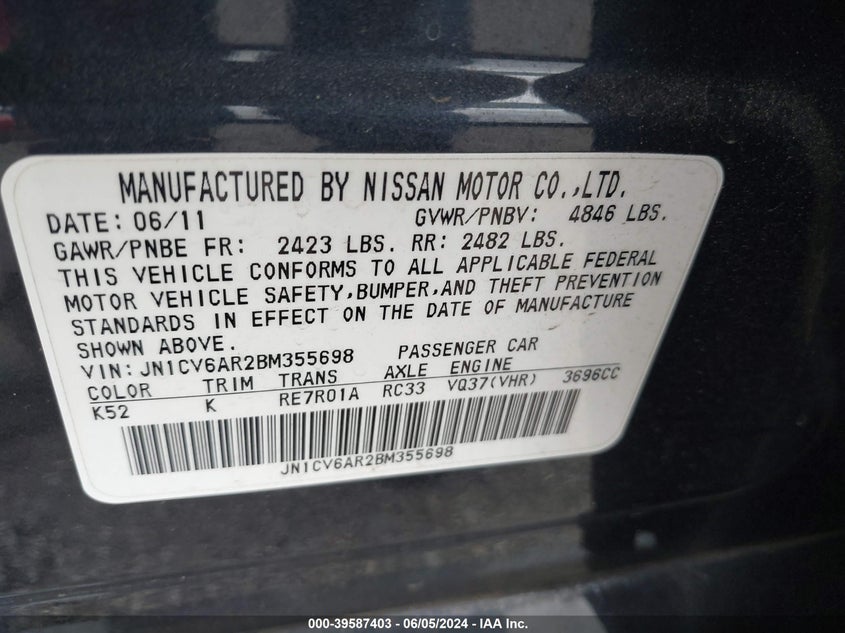 MANUFACTURED BY NISSAN MOTOR CO.,LTD.
DATE: 06/11 GVWR/PNBV: 4846 LBS.
GAWR/PNBE FR: 2423 LBS. RR: 2482 LBS.
THIS VEHICLE CONFORMS TO ALL APPLICABLE FEDERAL
MOTOR VEHICLE SAFETY,BUMPER,AND THEFT PREVENTION
STANDARDS IN EFFECT ON THE DATE OF MANUFACTURE
SHOWN ABOVE.
VIN:JN1CV6AR2BM355698 PASSENGER CAR
COLOR TRIM TRANS AXLE ENGINE
K52 K RE7R01A RC33 VQ37(VHR) 3696CC
JN1CV6AR2BM355698
000-39587403 - 06/05/2024 - IAA Inc.